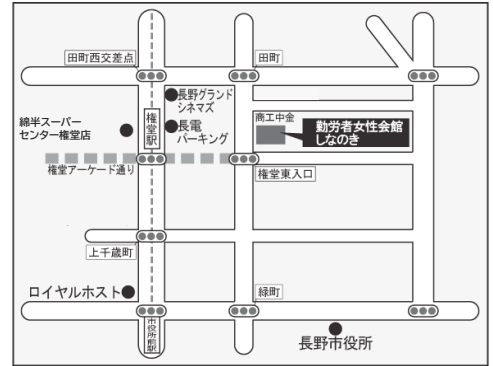 田町西交差点
田町
長野グランド
シネマズ
綿半スーパー
センター権堂店
権堂駅
長電
パーキング
商工中金
勤労者女性会館
しなのき
権堂アーケード通り
権堂東入口
上千歳町
ロイヤルホスト
緑町
市役所前駅
長野市役所